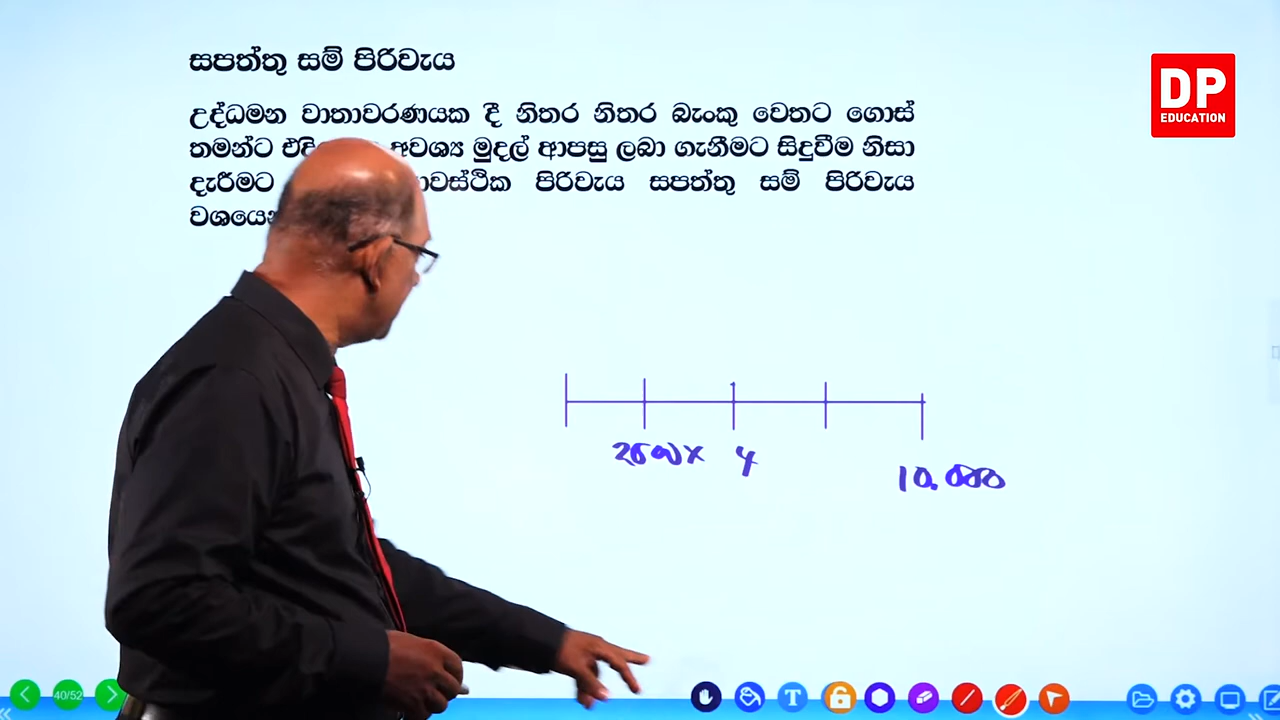 සපත්තු සම් පිරිවැය
උද්ධමන වාතාවරණයක දී නිතර නිතර බැංකු වෙතට ගොස්
තමන්ට අවශ්‍ය මුදල් ආපසු ලබා ගැනීමට සිදුවීම නිසා
දැරීමට පිරිවැය සපත්තු සම් පිරිවැය
DP
EDUCATION
2500 x 4
10.000
40/52
T